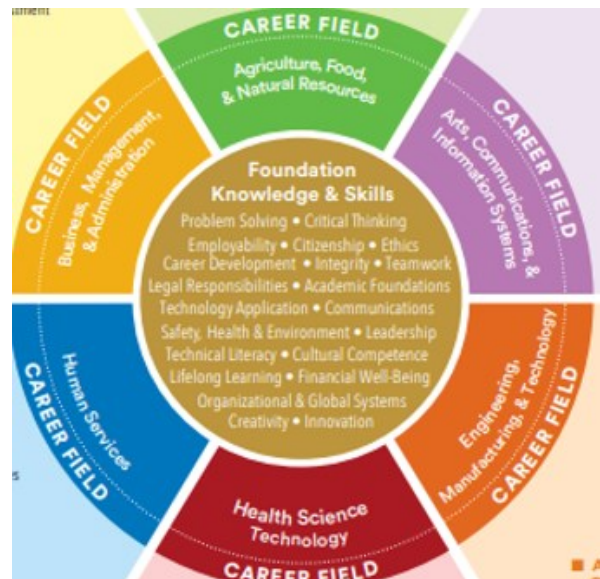 CAREER FIELD
Agriculture, Food,
& Natural Resources
CAREER FIELD
Business, Management,
& Administration
CAREER FIELD
Arts, Communications, &
Information Systems
Foundation
Knowledge & Skills
Problem Solving • Critical Thinking
Employability • Citizenship • Ethics
Career Development • Integrity • Teamwork
Legal Responsibilities • Academic Foundations
Technology Application • Communications
Safety, Health & Environment • Leadership
Technical Literacy • Cultural Competence
Lifelong Learning • Financial Well-Being
Organizational & Global Systems
Creativity • Innovation
Human Services
CAREER FIELD
Engineering,
Manufacturing, & Technology
CAREER FIELD
Health Science
Technology
CAREER FIELD